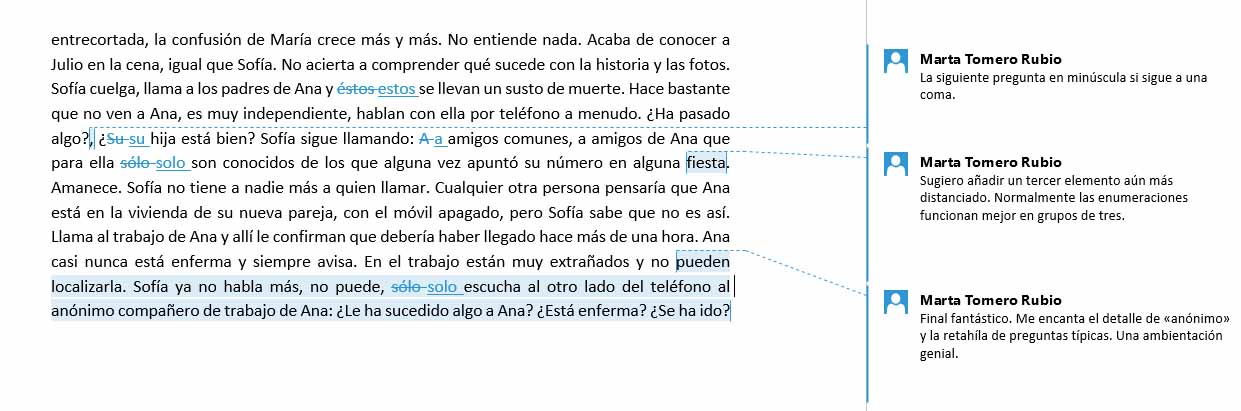 entrecortada, la confusión de María crece más y más. No entiende nada. Acaba de conocer a
Julio en la cena, igual que Sofía. No acierta a comprender qué sucede con la historia y las fotos.
Sofía cuelga, llama a los padres de Ana y éstos estos se llevan un susto de muerte. Hace bastante
que no ven a Ana, es muy independiente, hablan con ella por teléfono a menudo. ¿Ha pasado
algo?, ¿Su su hija está bien? Sofía sigue llamando: A a amigos comunes, a amigos de Ana que
para ella sólo solo son conocidos de los que alguna vez apuntó su número en alguna fiesta.
Amanece. Sofía no tiene a nadie más a quien llamar. Cualquier otra persona pensaría que Ana
está en la vivienda de su nueva pareja, con el móvil apagado, pero Sofía sabe que no es así.
Llama al trabajo de Ana y allí le confirman que debería haber llegado hace más de una hora. Ana
casi nunca está enferma y siempre avisa. En el trabajo están muy extrañados y no pueden
localizarla. Sofía ya no habla más, no puede, sólo solo escucha al otro lado del teléfono al
anónimo compañero de trabajo de Ana: ¿Le ha sucedido algo a Ana? ¿Está enferma? ¿Se ha ido?
Marta Tomero Rubio
La siguiente pregunta en minúscula si sigue a una
coma.
Marta Tomero Rubio
Sugiero añadir un tercer elemento aún más
distanciado. Normalmente las enumeraciones
funcionan mejor en grupos de tres.
Marta Tomero Rubio
Final fantástico. Me encanta el detalle de «anónimo»
y la retahíla de preguntas típicas. Una ambientación
genial.